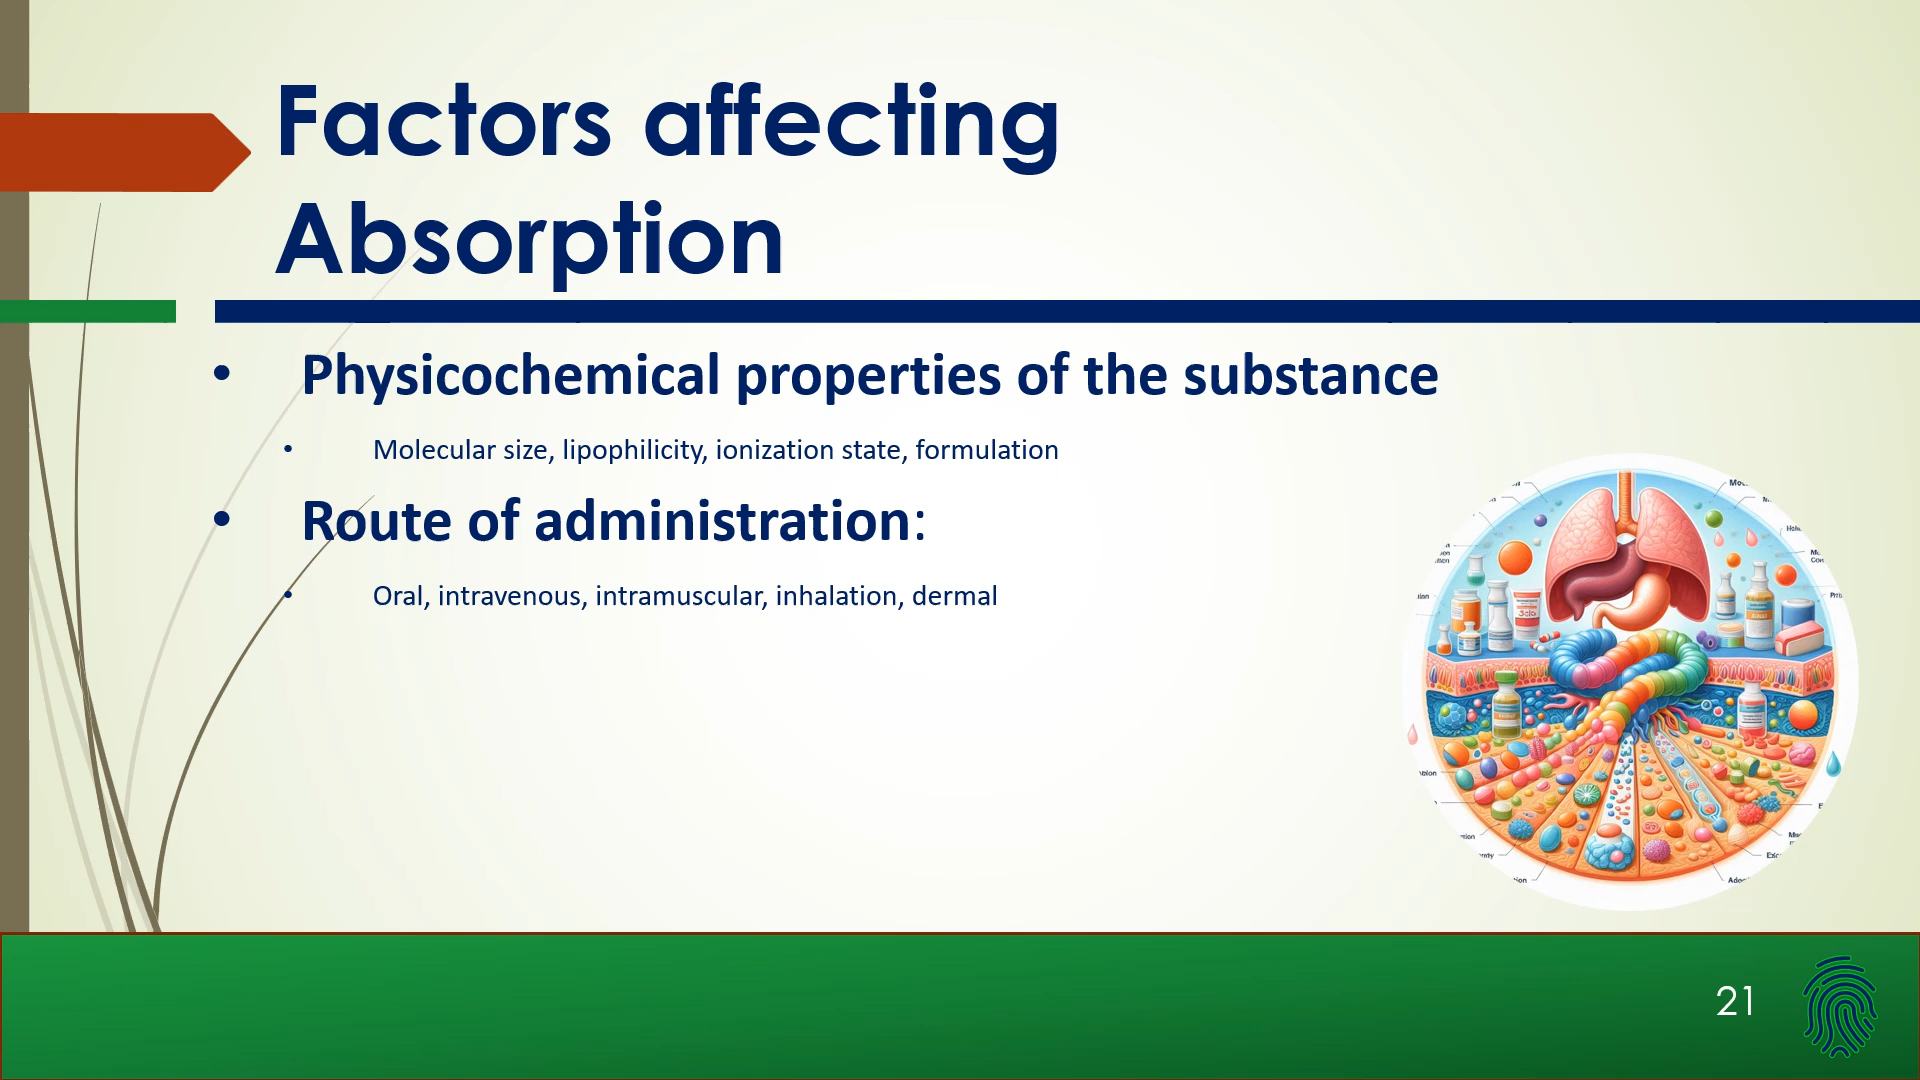 Factors affecting
Absorption
• Physicochemical properties of the substance
• Molecular size, lipophilicity, ionization state, formulation
• Route of administration:
• Oral, intravenous, intramuscular, inhalation, dermal
21